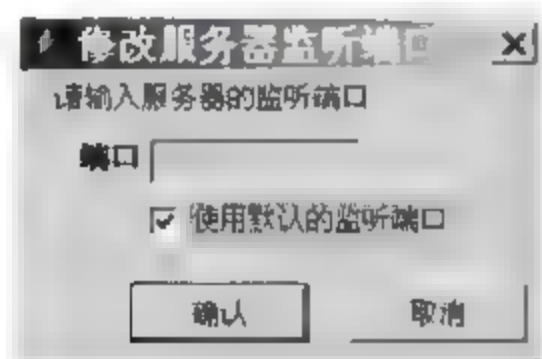 修改服务器监听端口
请输入服务器的监听端口
端口
使用默认的监听端口
确认 取消